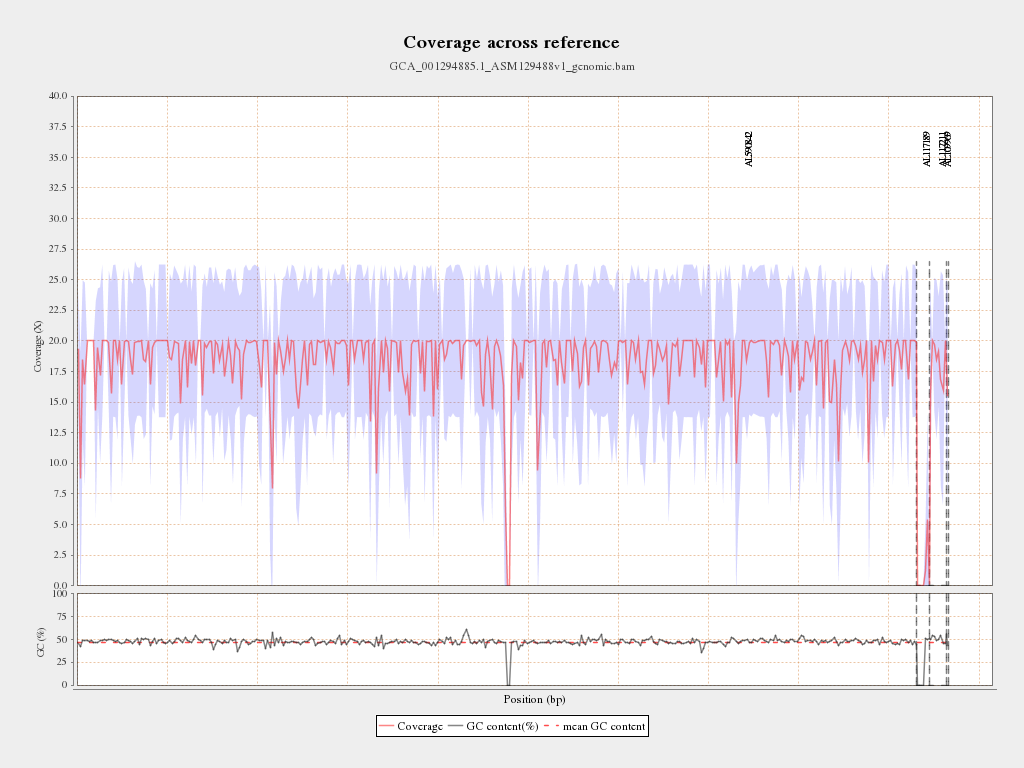 Coverage across reference
GCA_001294885.1_ASM129488v1_genomic.bam
40.0
37.5
35.0
32.5
30.0
27.5
25.0
22.5
20.0
17.5
15.0
12.5
10.0
7.5
5.0
2.5
0.0
Coverage (X)
AL117189
AL117211
100
75
50
25
0
GC (%)
Position (bp)
Coverage GC content(%) mean GC content